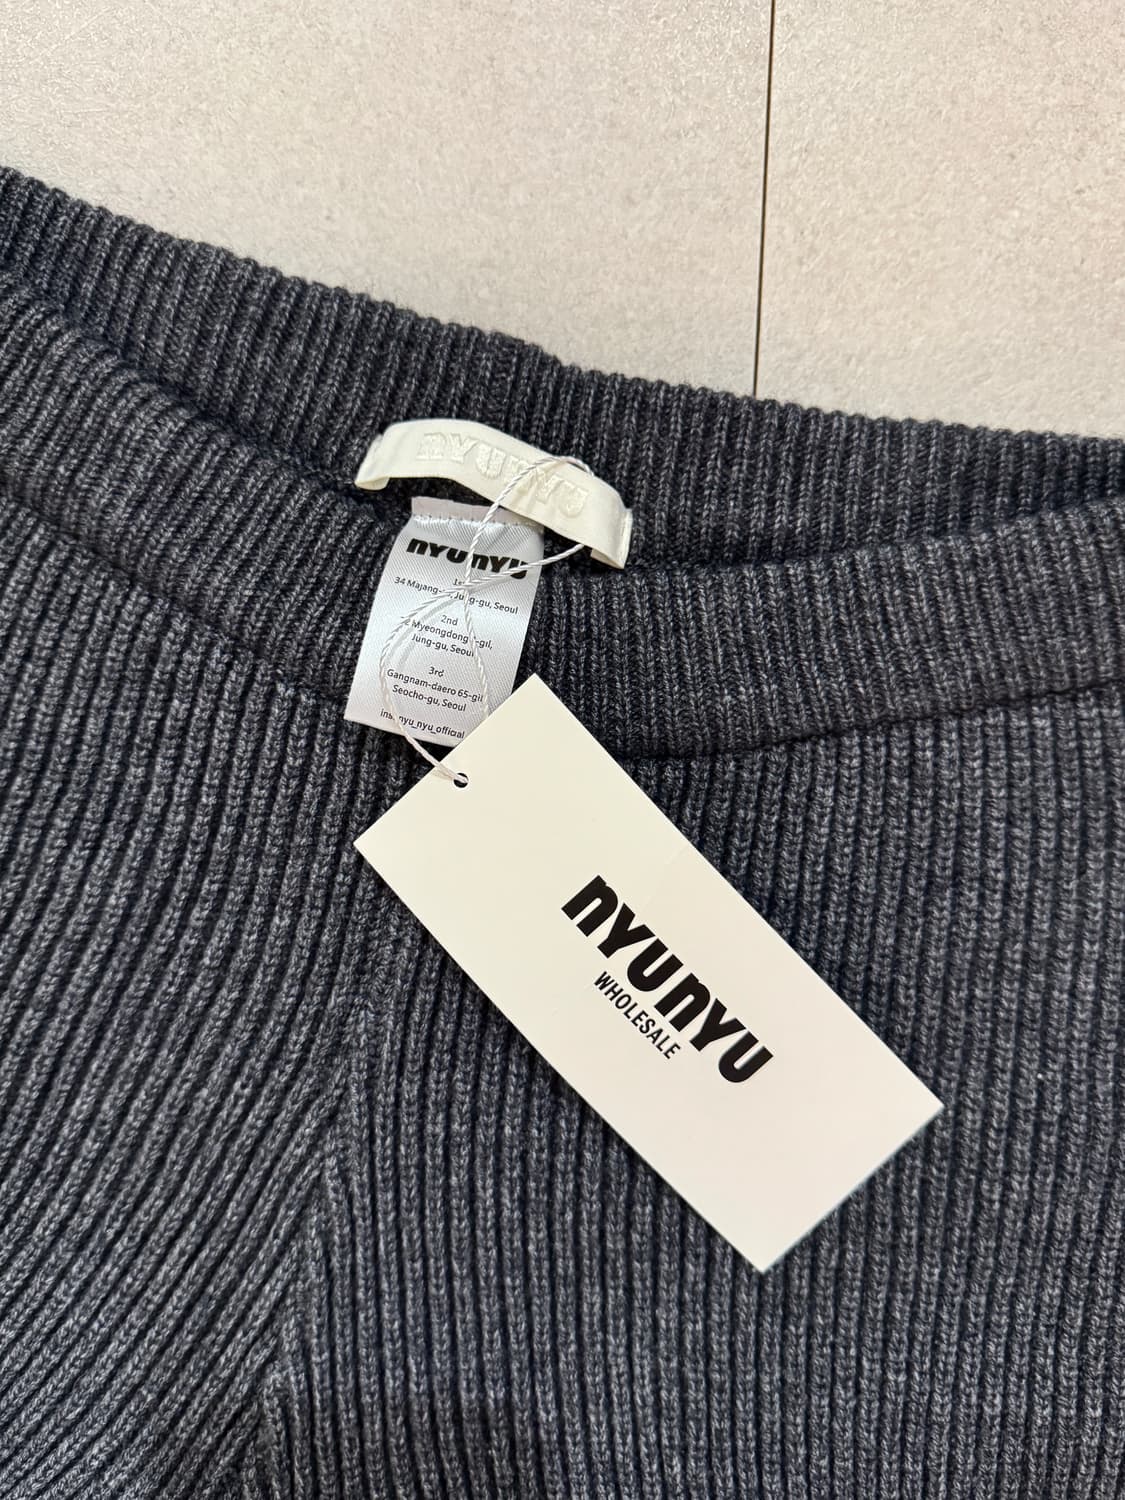 nyunyu
nyunyu
34 Majang- Jung-gu, Seoul
2nd
Myeongdong -gil,
Jung-gu, Seoul
3rd
Gangnam-daero 65-gil
Seocho-gu, Seoul
nyu_nyu_official
nyunyu
WHOLESALE